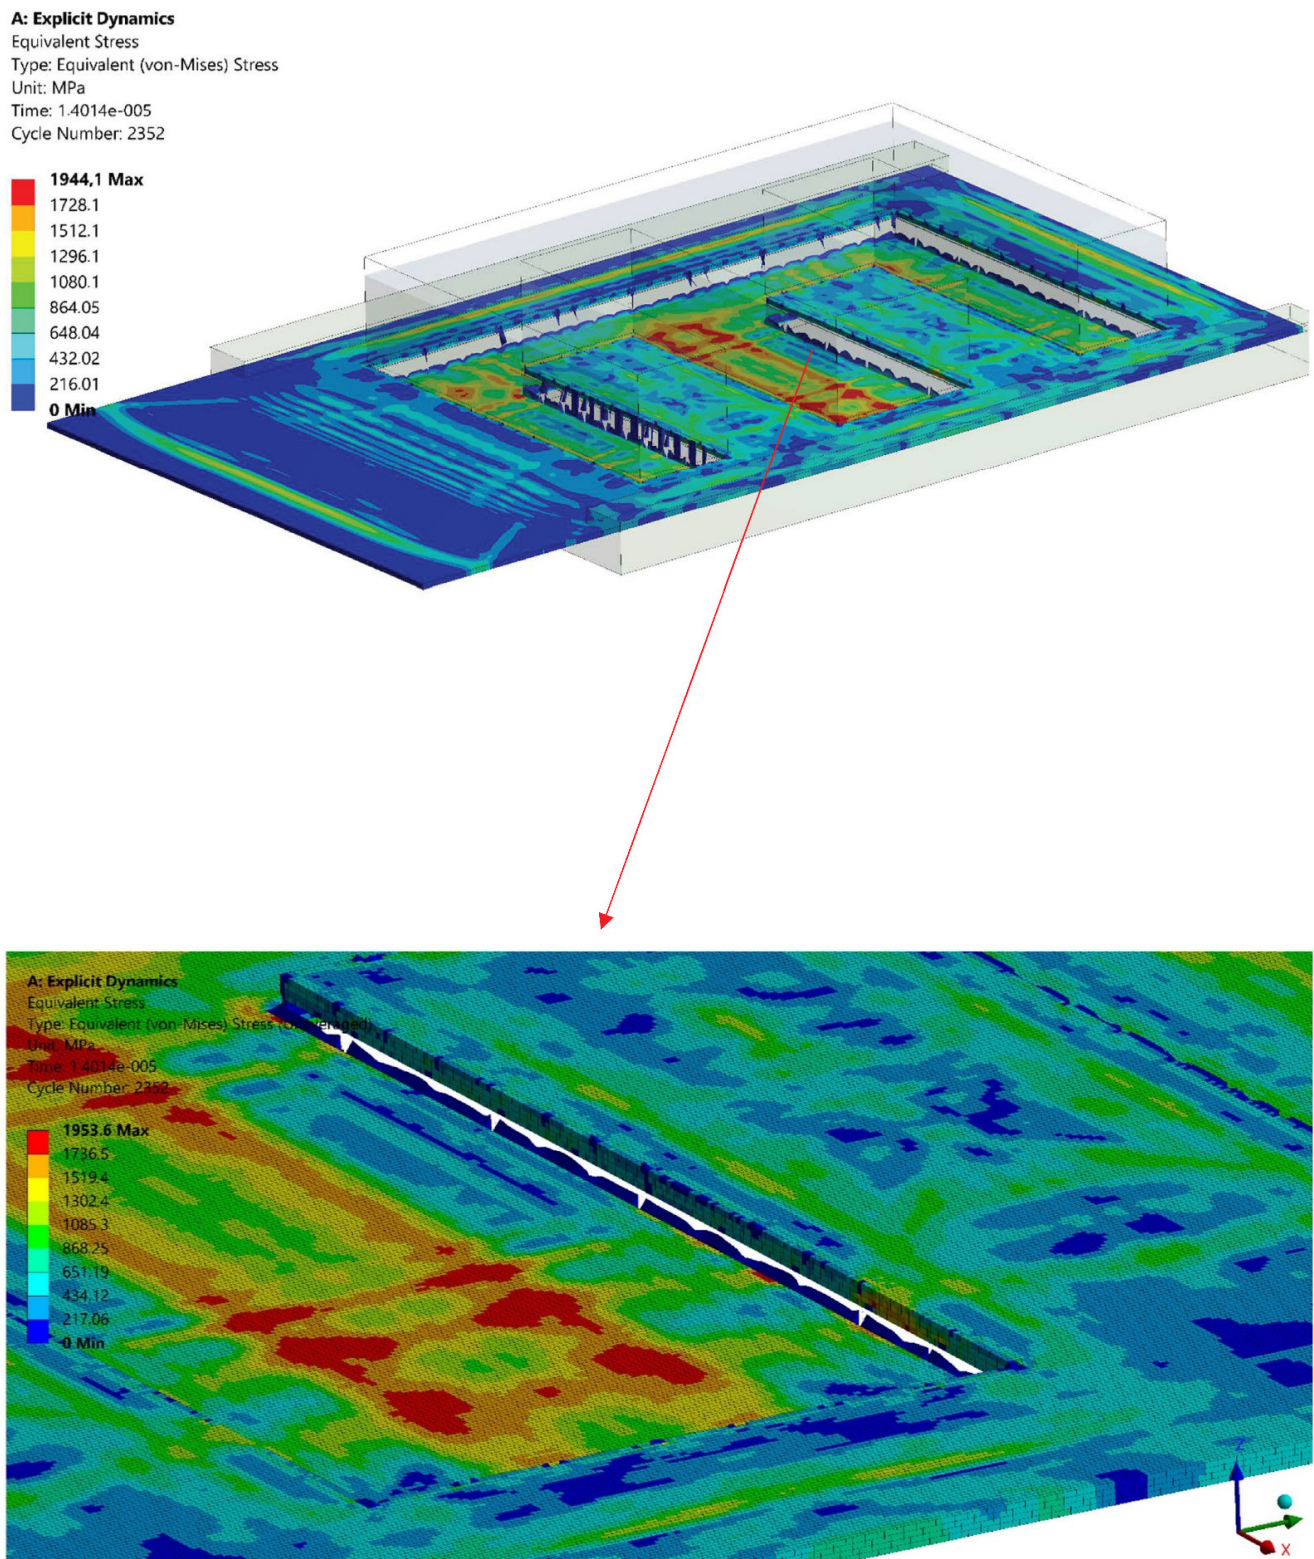 A: Explicit Dynamics
Equivalent Stress
Type: Equivalent (von-Mises) Stress
Unit: MPa
Time: 1.4014e-005
Cycle Number: 2352
1944,1 Max
1728.1
1512.1
1296.1
1080.1
864.05
648.04
432.02
216.01
0 Min
A: Explicit Dynamics
Equivalent Stress
Type: Equivalent (von-Mises) Stress (Unaveraged)
Unit: MPa
Time: 1.4014e-005
Cycle Number: 2352
1953.6 Max
1736.5
1519.4
1302.4
1085.3
868.25
651.19
434.12
217.06
0 Min
Z
X